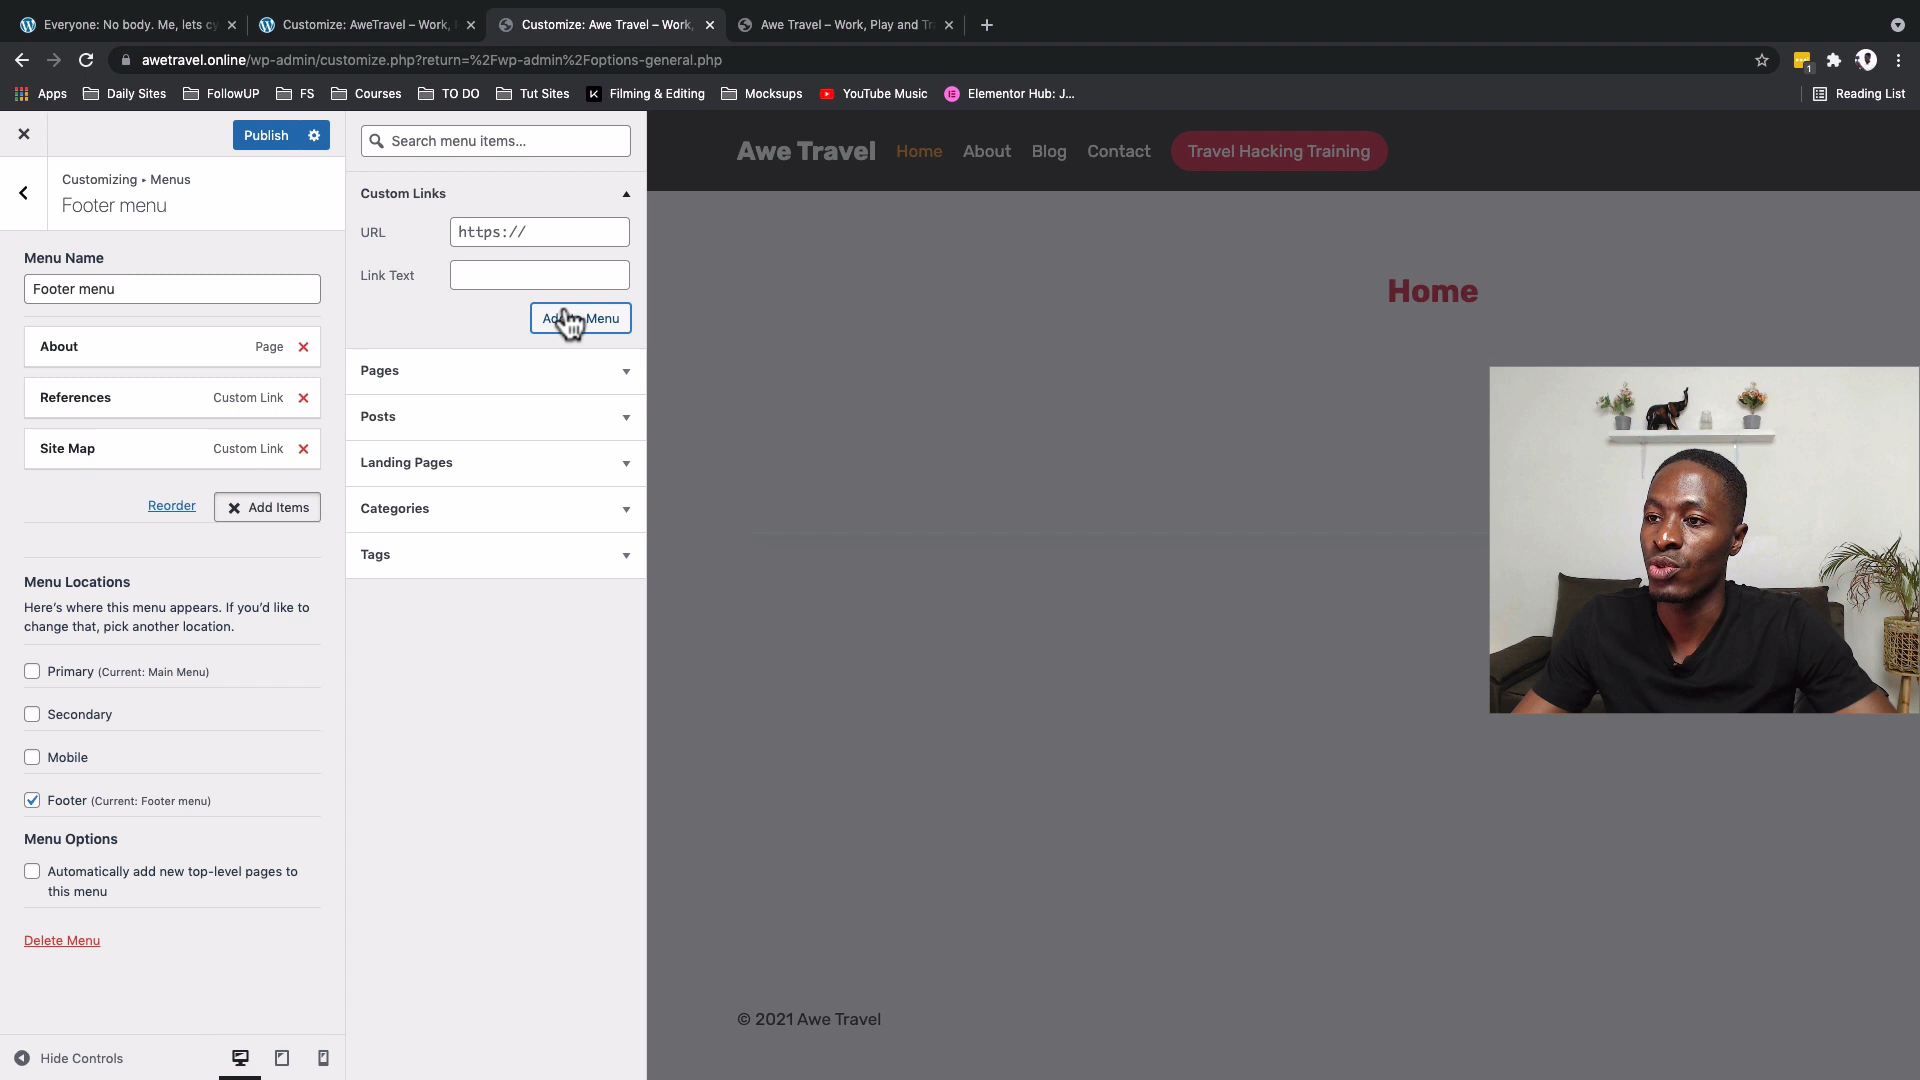 Everyone: No body. Me, lets cy
Customize: AweTravel – Work,
Customize: Awe Travel – Work,
Awe Travel – Work, Play and Tr
awetravel.online/wp-admin/customize.php?return=%2Fwp-admin%2Foptions-general.php
1
Apps
Daily Sites
FollowUP
FS
Courses
TO DO
Tut Sites
Filming & Editing
Mocksups
YouTube Music
Elementor Hub: J...
Reading List
Publish
Customizing ▸ Menus
Footer menu
Menu Name
Footer menu
About Page
References Custom Link
Site Map Custom Link
Reorder
Add Items
Menu Locations
Here's where this menu appears. If you'd like to
change that, pick another location.
Primary (Current: Main Menu)
Secondary
Mobile
Footer (Current: Footer menu)
Menu Options
Automatically add new top-level pages to
this menu
Delete Menu
Hide Controls
Search menu items...
Custom Links
URL
https://
Link Text
Menu
Pages
Posts
Landing Pages
Categories
Tags
Awe Travel
Home
About
Blog
Contact
Travel Hacking Training
Home
© 2021 Awe Travel